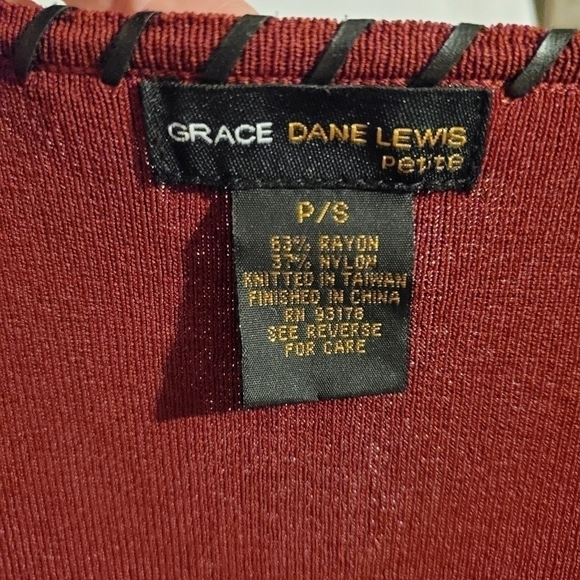 GRACE DANE LEWIS
Petite
P/S
63% RAYON
37% NYLON
KNITTED IN TAIWAN
FINISHED IN CHINA
RN 93178
SEE REVERSE
FOR CARE